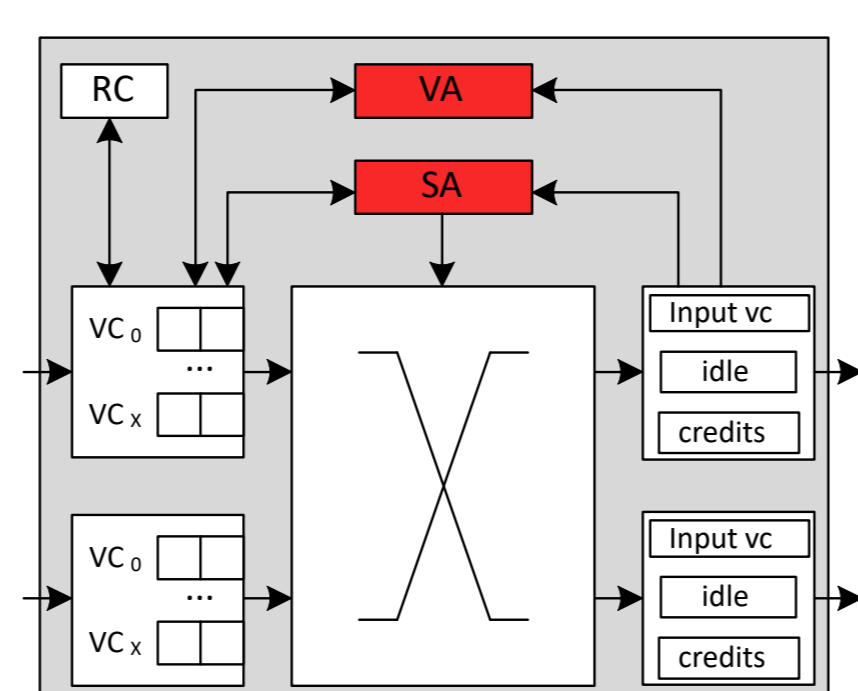 RC
VA
SA
VC 0
...
VC X
Input vc
idle
credits
VC 0
...
VC X
Input vc
idle
credits